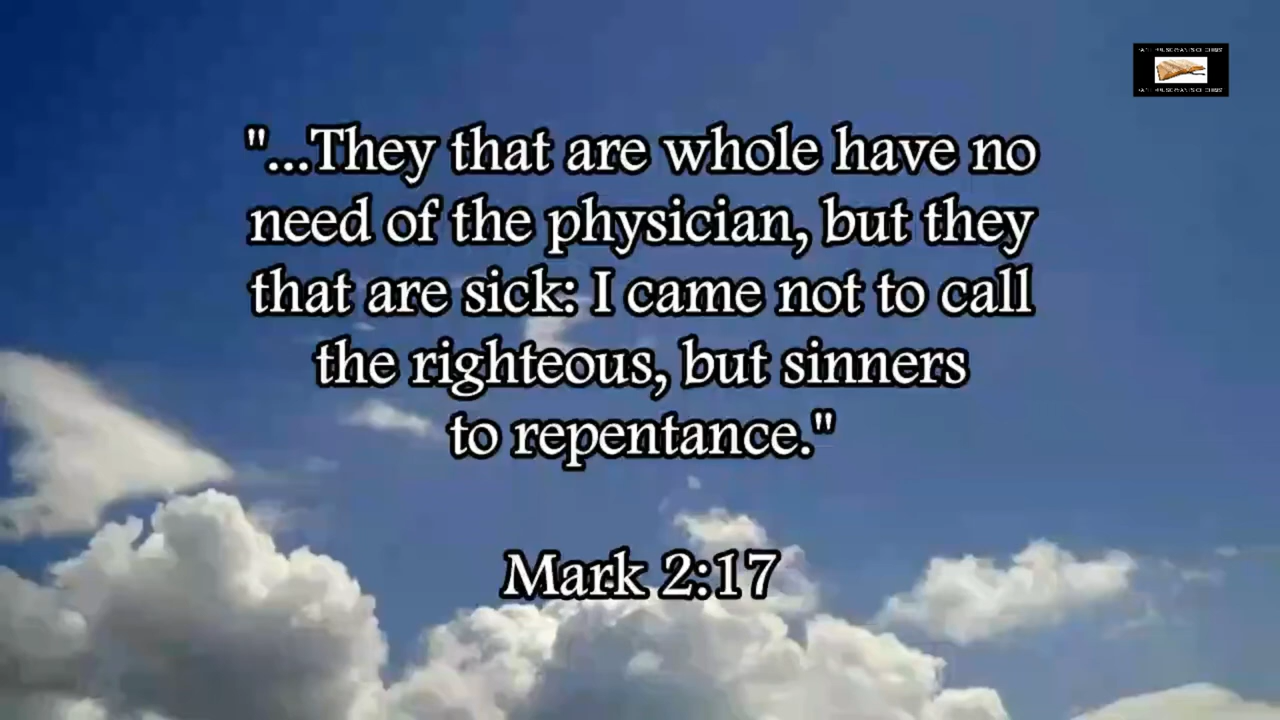 "...They that are whole have no
need of the physician, but they
that are sick: I came not to call
the righteous, but sinners
to repentance."
Mark 2:17